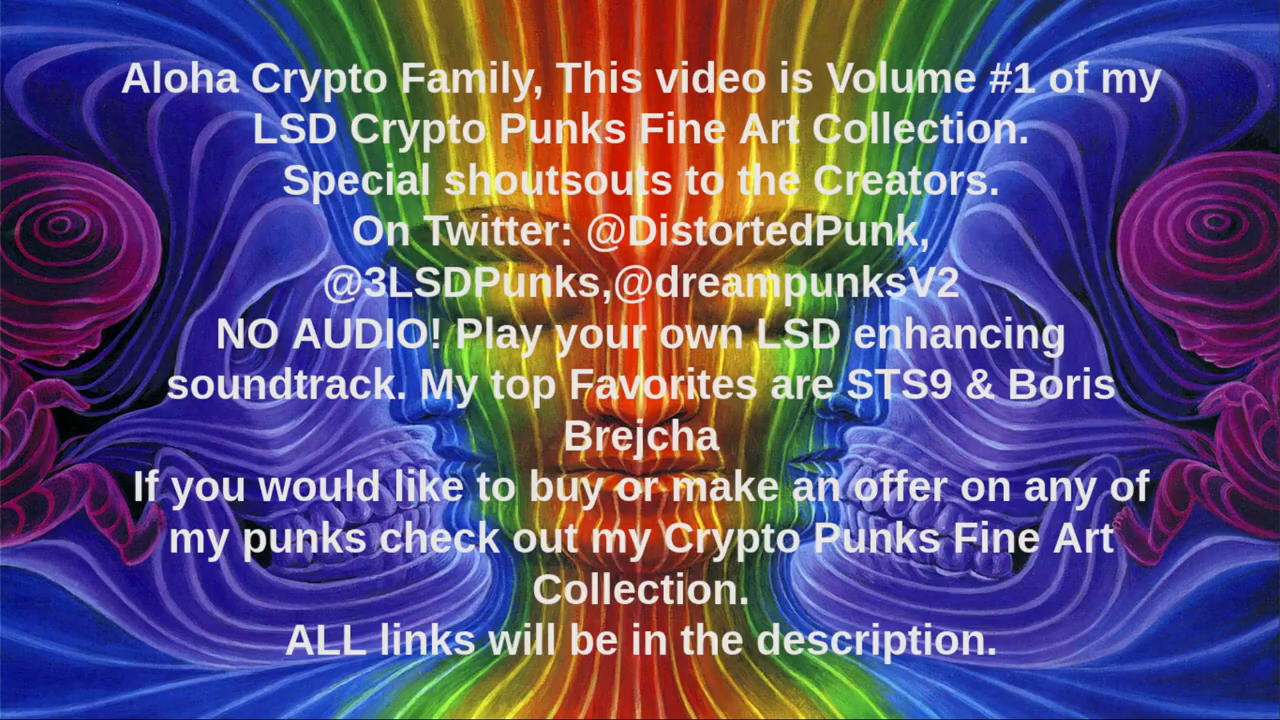 Aloha Crypto Family, This video is Volume #1 of my
LSD Crypto Punks Fine Art Collection.
Special shoutsouts to the Creators.
On Twitter: @DistortedPunk,
@3LSDPunks,@dreampunksV2
NO AUDIO! Play your own LSD enhancing
soundtrack. My top Favorites are STS9 & Boris
Brejcha
If you would like to buy or make an offer on any of
my punks check out my Crypto Punks Fine Art
Collection.
ALL links will be in the description.